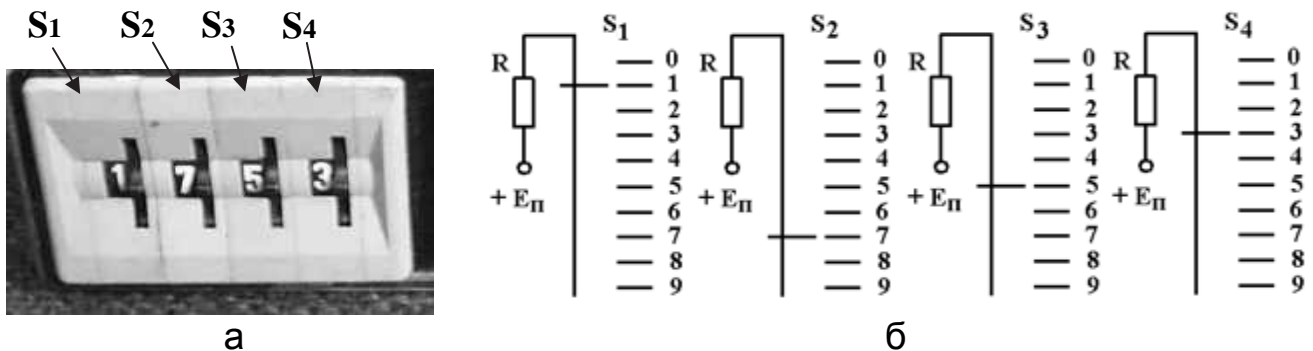 S1 S2 S3 S4
1 7 5 3
а
R + Eп S1 0 1 2 3 4 5 6 7 8 9
R + Eп S2 0 1 2 3 4 5 6 7 8 9
R + Eп S3 0 1 2 3 4 5 6 7 8 9
R + Eп S4 0 1 2 3 4 5 6 7 8 9
б